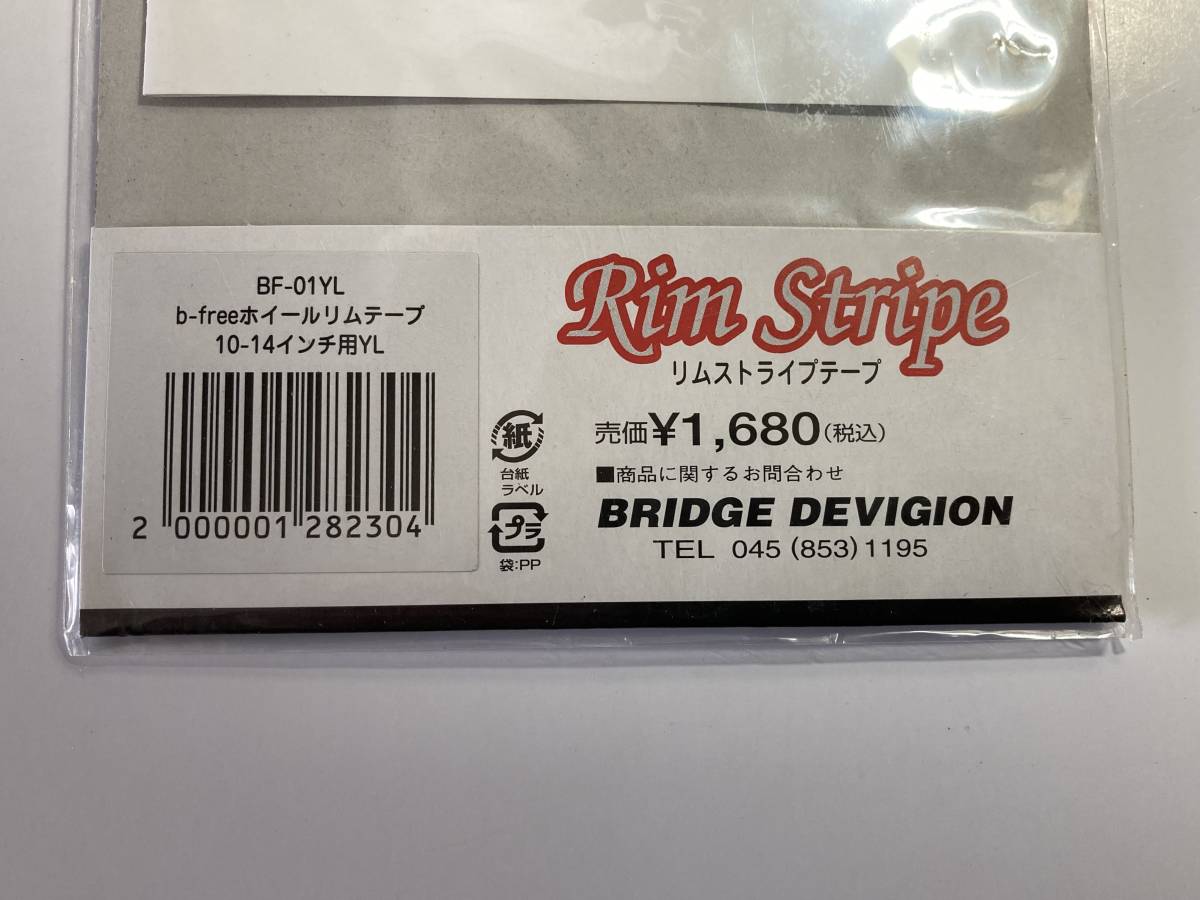 BF-01YL
b-freeホイールリムテープ
10-14インチ用YL
2 000001 282304
Rim Stripe
リムストライプテープ
紙
台紙
ラベル
プラ
袋:PP
売価¥1,680(税込)
■商品に関するお問合わせ
BRIDGE DEVIGION
TEL 045 (853) 1195